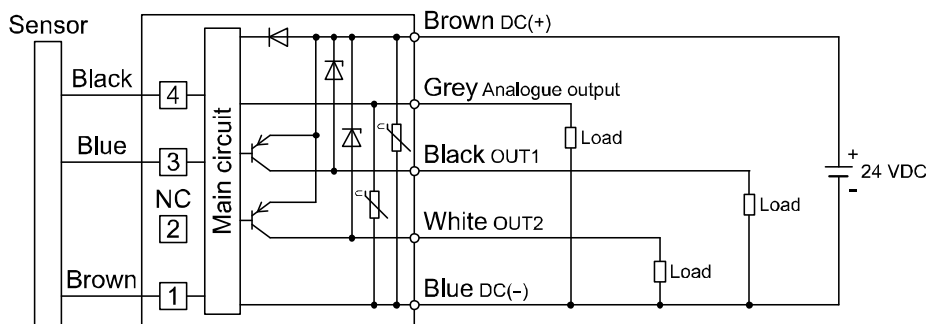 Sensor
Brown DC(+)
Black
4
Grey Analogue output
Load
Blue
3
Main circuit
Black OUT1
+
24 VDC
-
NC
2
White OUT2
Load
Load
Brown
1
Blue DC(-)
U
U